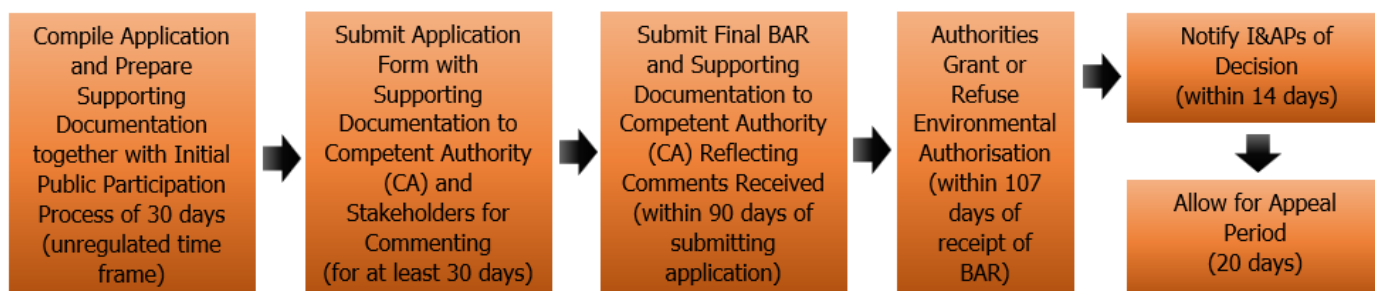 Compile Application
and Prepare
Supporting
Documentation
together with Initial
Public Participation
Process of 30 days
(unregulated time
frame)
Submit Application
Form with
Supporting
Documentation to
Competent Authority
(CA) and
Stakeholders for
Commenting
(for at least 30 days)
Submit Final BAR
and Supporting
Documentation to
Competent Authority
(CA) Reflecting
Comments Received
(within 90 days of
submitting
application)
Authorities
Grant or
Refuse
Environmental
Authorisation
(within 107
days of
receipt of
BAR)
Notify I&APs of
Decision
(within 14 days)
Allow for Appeal
Period
(20 days)